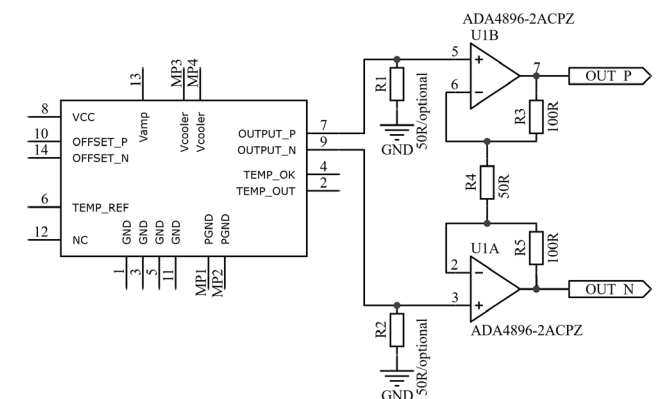 ADA4896-2ACPZ
U1B
5
6
7
OUT_P
R1
50R/optional
GND
R3
100R
R4
50R
13
MP3
MP4
8
VCC
Vamp
Vcooler
Vcooler
10
OFFSET_P
14
OFFSET_N
OUTPUT_P
7
OUTPUT_N
9
TEMP_OK
4
TEMP_OUT
2
6
TEMP_REF
12
NC
GND
GND
GND
GND
PGND
PGND
1
3
5
11
MP1
MP2
U1A
2
3
R5
100R
OUT_N
ADA4896-2ACPZ
R2
50R/optional
GND